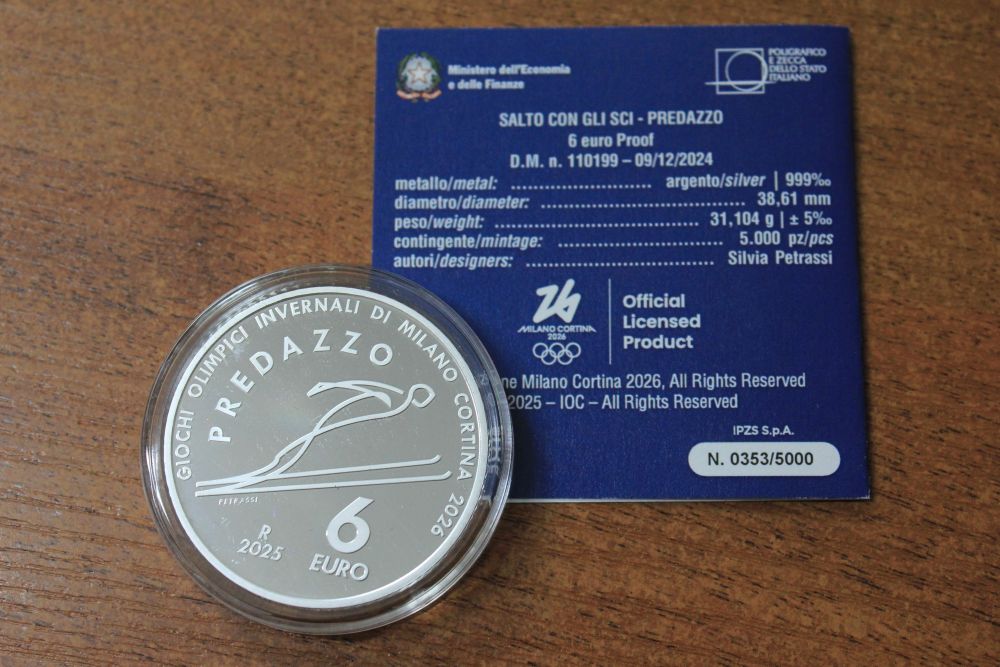 Ministero dell'Economia
e delle Finanze
POLIGRAFICO
E ZECCA
DELLO STATO
ITALIANO
SALTO CON GLI SCI - PREDAZZO
6 euro Proof
D.M. n. 110199 – 09/12/2024
metallo/metal: ........................... argento/silver | 999‰
diametro/diameter: ........................................ 38,61 mm
peso/weight: ........................................ 31,104 g | ± 5‰
contingente/mintage: ................................ 5.000 pz/pcs
autori/designers: .................................... Silvia Petrassi
MILANO CORTINA
2026
Official
Licensed
Product
Milano Cortina 2026, All Rights Reserved
2025 – IOC – All Rights Reserved
IPZS S.p.A.
N. 0353/5000
GIOCHI OLIMPICI INVERNALI DI MILANO CORTINA 2026
PREDAZZO
PETRASSI
R
2025
6
EURO